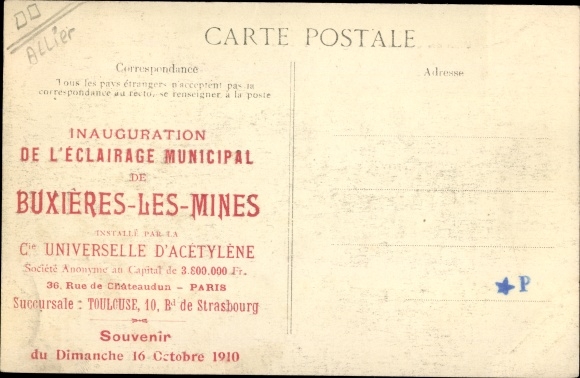 Allier
CARTE POSTALE
Correspondance
Tous les pays étrangers n'acceptent pas la
correspondance au recto, se renseigner à la poste
Adresse
INAUGURATION
DE L'ÉCLAIRAGE MUNICIPAL
DE
BUXIÈRES-LES-MINES
INSTALLÉ PAR LA
Cie UNIVERSELLE D'ACÉTYLÈNE
Société Anonyme au Capital de 3.800.000 Fr.
36, Rue de Châteaudun - PARIS
Succursale : TOULOUSE, 10, Bd de Strasbourg
Souvenir
du Dimanche 16 Octobre 1910
★ P